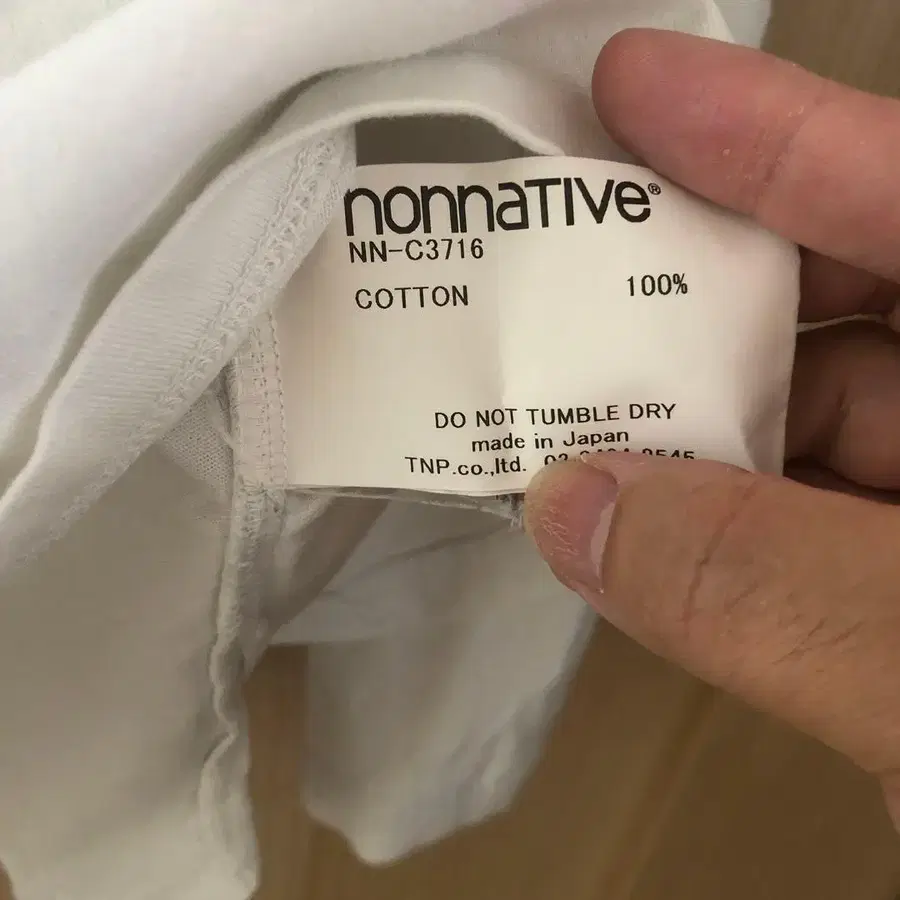 nonnaTIVe®
NN-C3716
COTTON 100%
DO NOT TUMBLE DRY
made in Japan
TNP.co.,ltd.